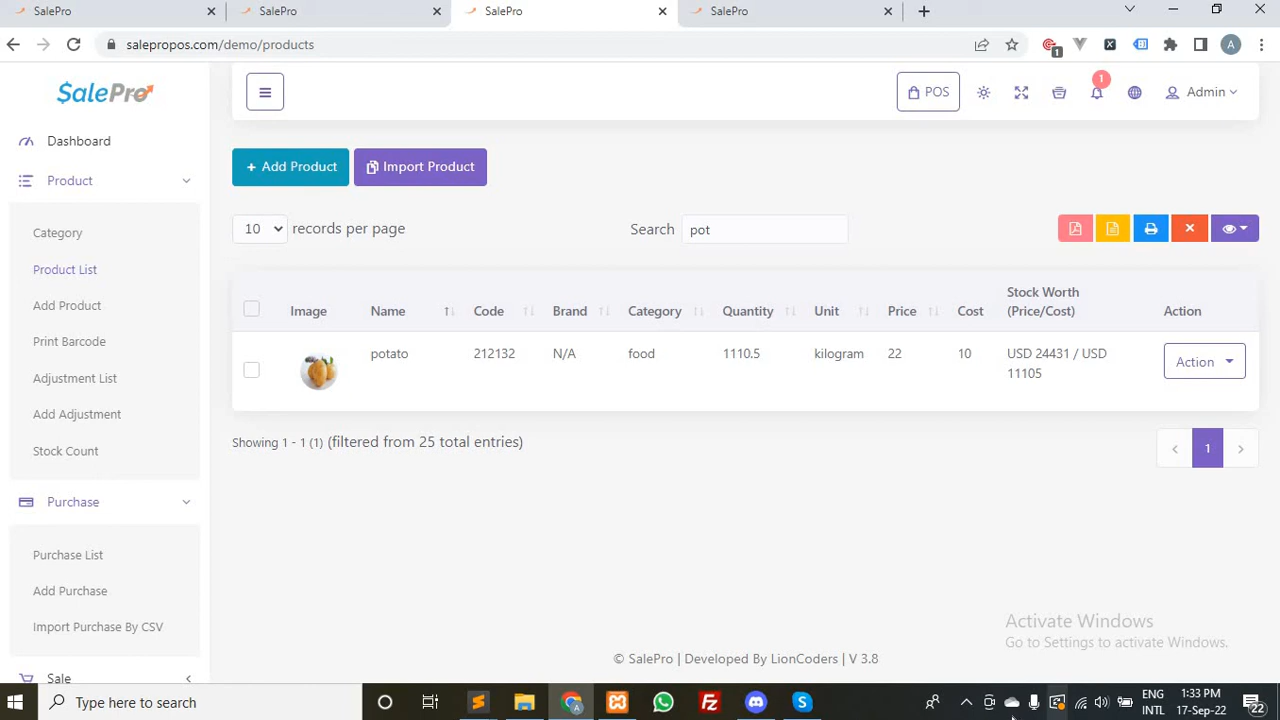 SalePro
SalePro
SalePro
SalePro
salepropos.com/demo/products
1
A
SalePro
POS
1
Admin
Dashboard
Product
Category
Product List
Add Product
Print Barcode
Adjustment List
Add Adjustment
Stock Count
Purchase
Purchase List
Add Purchase
Import Purchase By CSV
Sale
+ Add Product
Import Product
10 records per page
Search pot
Image Name Code Brand Category Quantity Unit Price Cost Stock Worth (Price/Cost) Action
potato 212132 N/A food 1110.5 kilogram 22 10 USD 24431 / USD 11105 Action
Showing 1 - 1 (1) (filtered from 25 total entries)
< 1 >
Activate Windows
Go to Settings to activate Windows.
© SalePro | Developed By LionCoders | V 3.8
Type here to search
ENG
INTL
1:33 PM
17-Sep-22
22